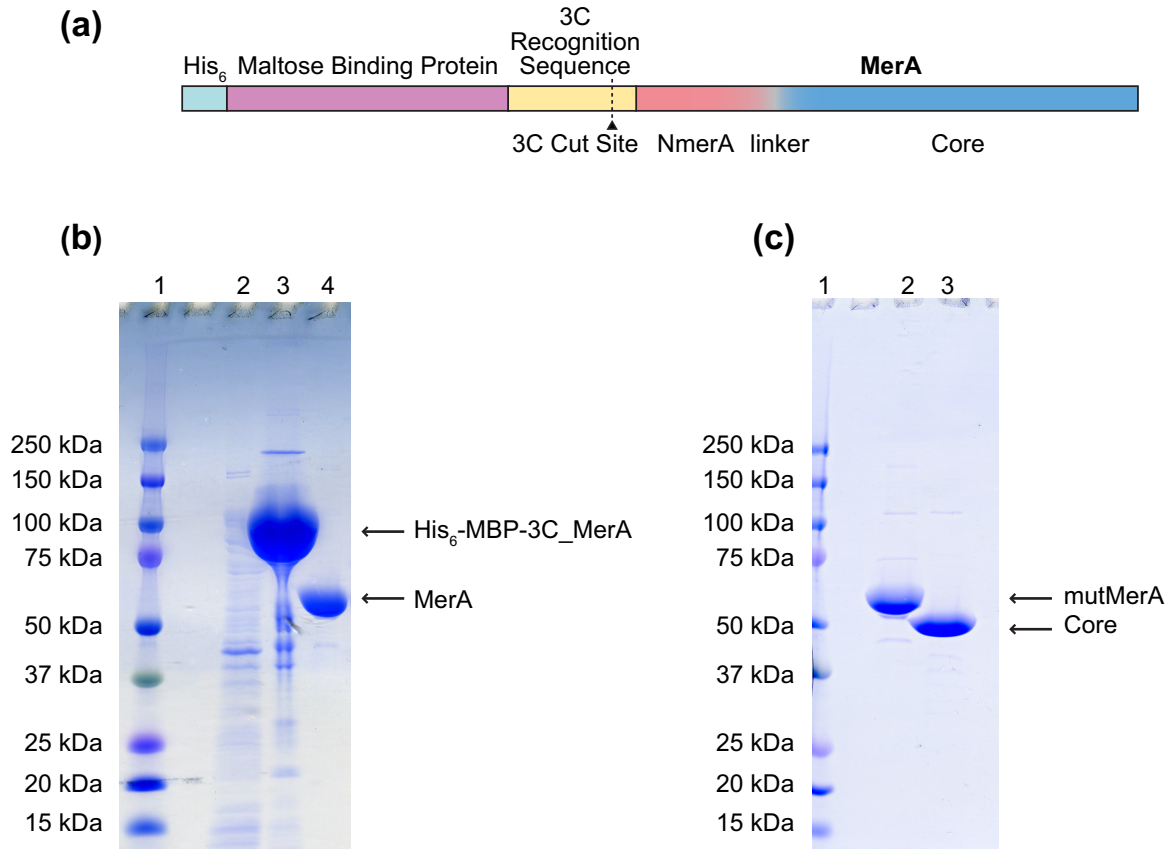 (a)
3C
Recognition
Sequence
His6 Maltose Binding Protein MerA
3C Cut Site NmerA linker Core
(b)
1 2 3 4
250 kDa
150 kDa
100 kDa
75 kDa
50 kDa
37 kDa
25 kDa
20 kDa
15 kDa
His6-MBP-3C_MerA
MerA
(c)
1 2 3
250 kDa
150 kDa
100 kDa
75 kDa
50 kDa
37 kDa
25 kDa
20 kDa
15 kDa
mutMerA
Core